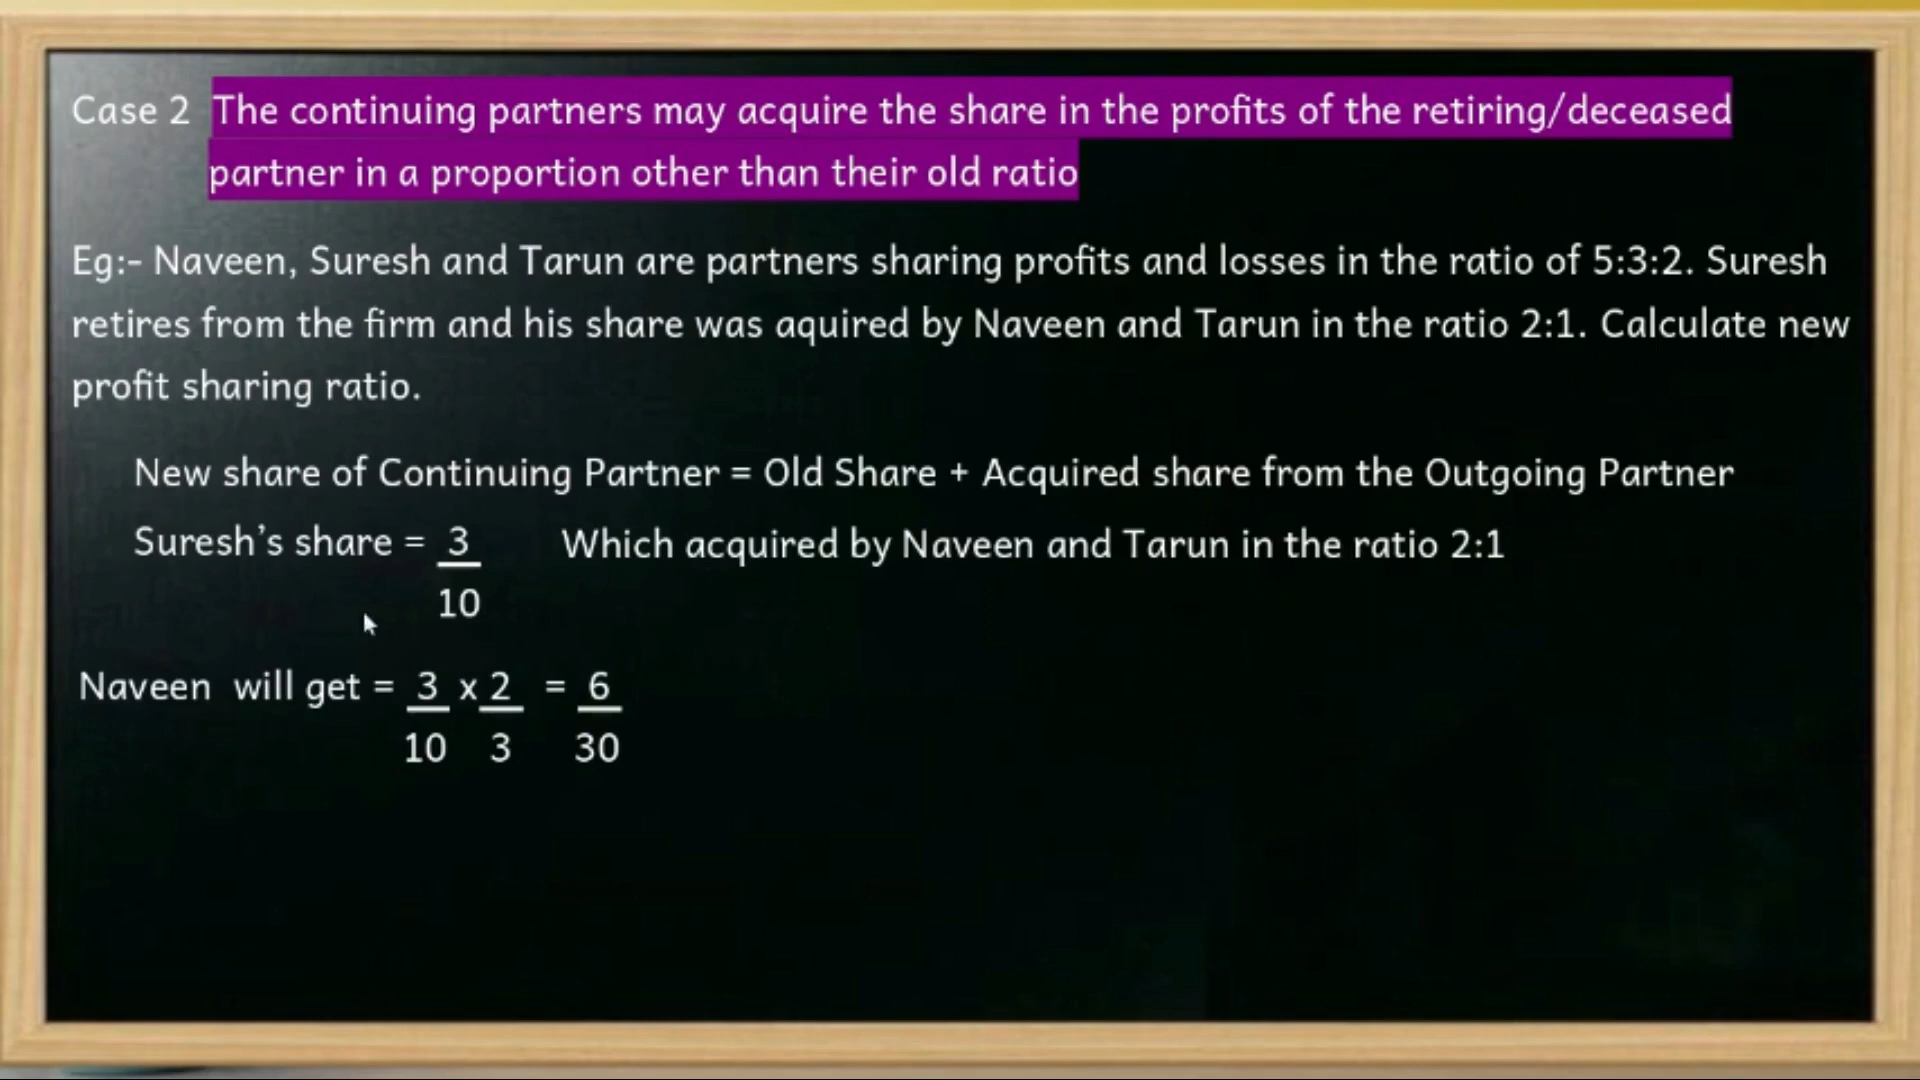 Case 2 The continuing partners may acquire the share in the profits of the retiring/deceased
partner in a proportion other than their old ratio
Eg:- Naveen, Suresh and Tarun are partners sharing profits and losses in the ratio of 5:3:2. Suresh
retires from the firm and his share was aquired by Naveen and Tarun in the ratio 2:1. Calculate new
profit sharing ratio.
New share of Continuing Partner = Old Share + Acquired share from the Outgoing Partner
Suresh's share = 3 Which acquired by Naveen and Tarun in the ratio 2:1
10
Naveen will get = 3 x 2 = 6
10 3 30